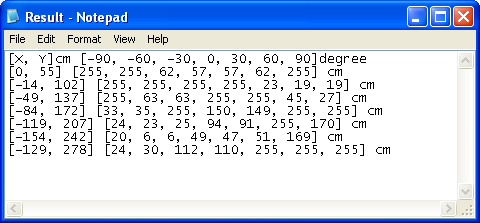 Result - Notepad
File Edit Format View Help
[X, Y]cm [-90, -60, -30, 0, 30, 60, 90]degree
[0, 55] [255, 255, 62, 57, 57, 62, 255] cm
[-14, 102] [255, 255, 255, 255, 23, 19, 19] cm
[-49, 137] [255, 63, 63, 255, 255, 45, 27] cm
[-84, 172] [33, 35, 255, 150, 149, 255, 255] cm
[-119, 207] [24, 23, 25, 94, 91, 255, 170] cm
[-154, 242] [20, 6, 6, 49, 47, 51, 169] cm
[-129, 278] [24, 30, 112, 110, 255, 255, 255] cm